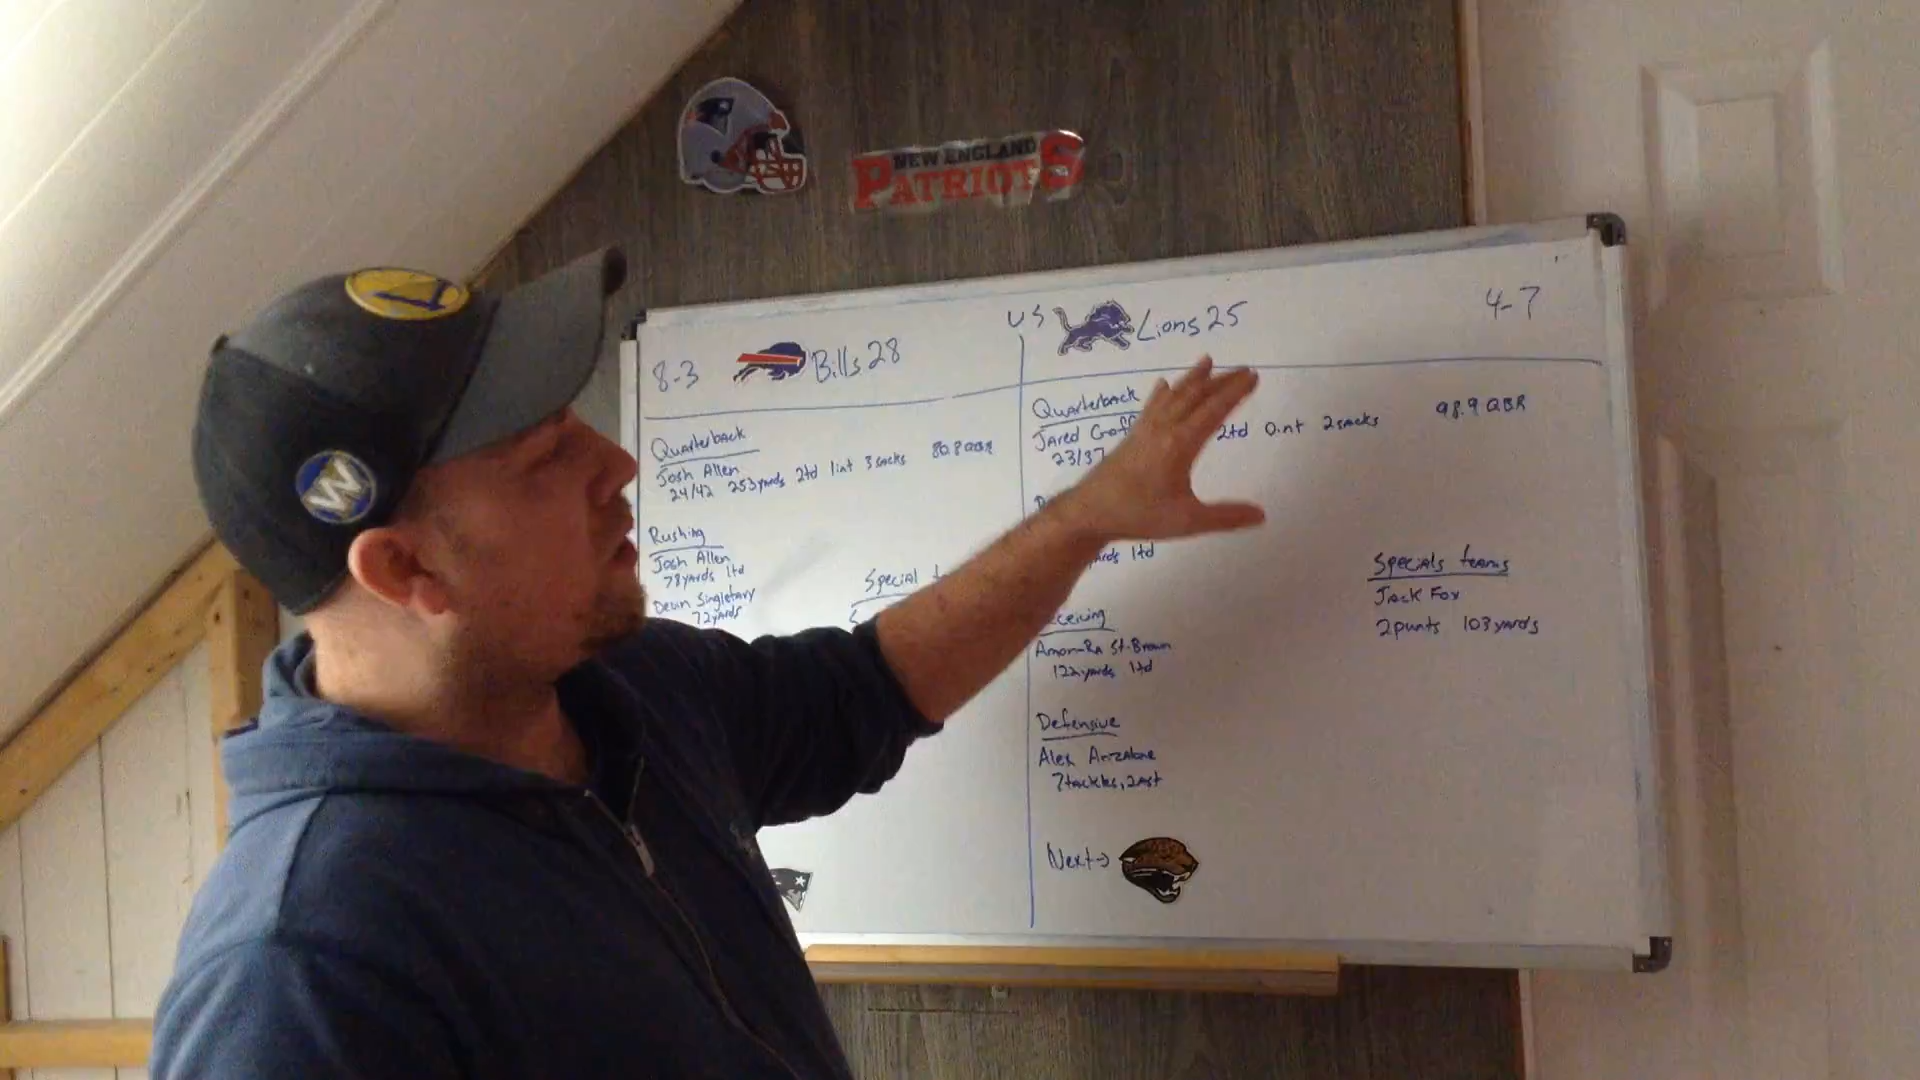 NEW ENGLAND
PATRIOTS
W
8-3
Bills 28
Quarterback
Josh Allen
24/42 253yards 2td 1int 3sacks 80.8 QBR
Rushing
Josh Allen
78yards 1td
Devin Singletary
72yards
Special
VS
Lions 25
4-7
Quarterback
Jared Goff
23/37
2td 0int 2sacks
98.9 QBR
1td
Receiving
Amon-Ra St-Brown
122yards 1td
Defensive
Alex Anzalone
7tackles, 2Ast
Next→
Specials teams
Jack Fox
2punts 103yards